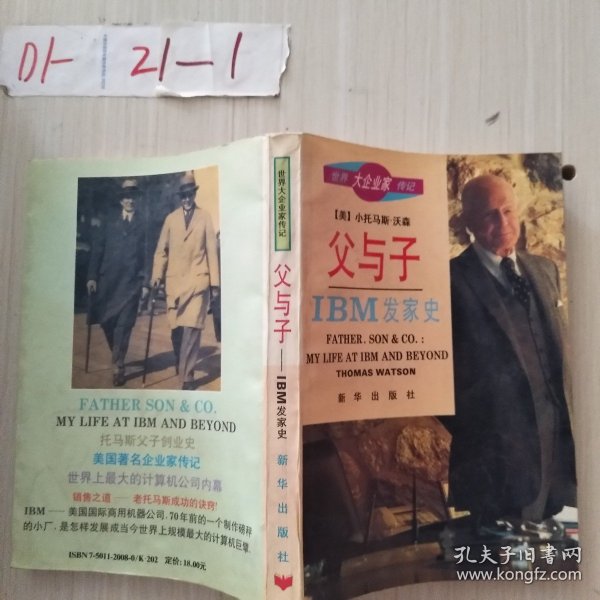 01- 21-1
世界 大企业家 传记
【美】小托马斯·沃森
父与子
IBM发家史
FATHER. SON & CO. :
MY LIFE AT IBM AND BEYOND
THOMAS WATSON
新华出版社
世界大企业家传记
父与子——IBM发家史
新华出版社
FATHER SON & CO.
MY LIFE AT IBM AND BEYOND
托马斯父子创业史
美国著名企业家传记
世界上最大的计算机公司内幕
销售之道——老托马斯成功的诀窍!
IBM——美国国际商用机器公司.70年前的一个制作磅秤
的小厂,是怎样发展成当今世界上规模最大的计算机巨擘.
ISBN 7-5011-2008-0/K·202 定价:18.00元
孔夫子旧书网
www.kongfz.com